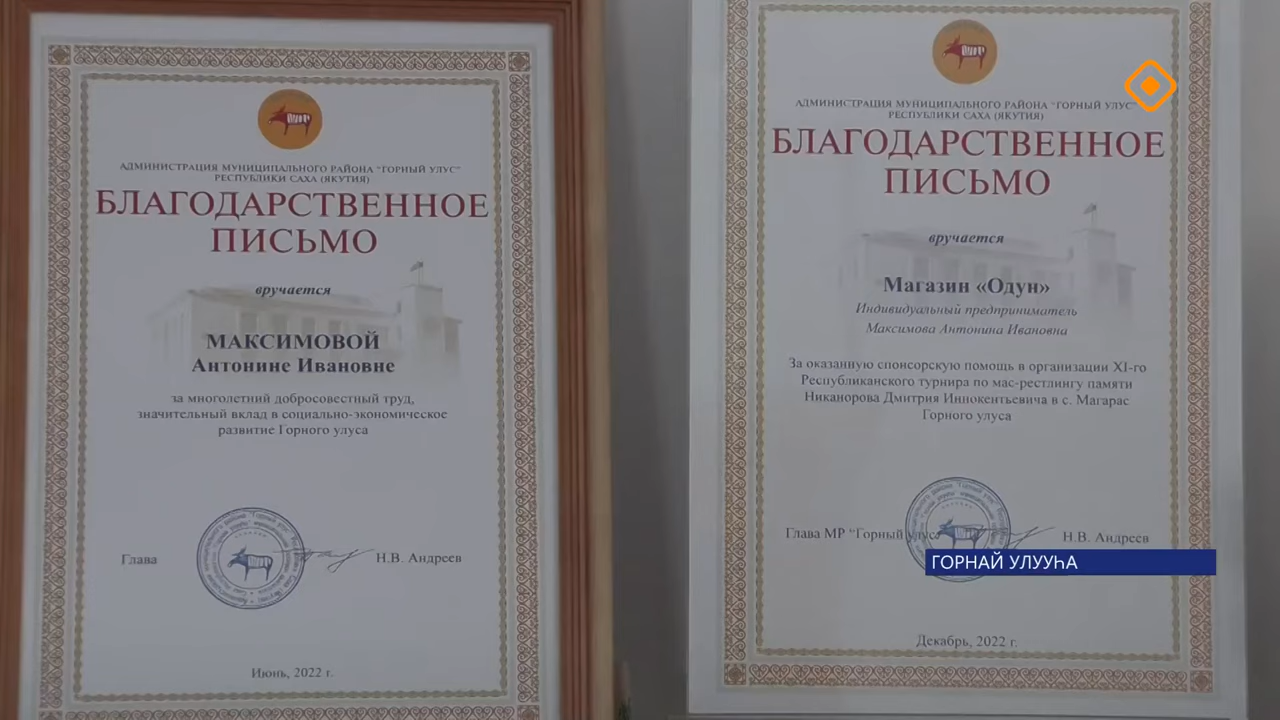 АДМИНИСТРАЦИЯ МУНИЦИПАЛЬНОГО РАЙОНА "ГОРНЫЙ УЛУС"
РЕСПУБЛИКИ САХА (ЯКУТИЯ)
БЛАГОДАРСТВЕННОЕ
ПИСЬМО
вручается
МАКСИМОВОЙ
Антонине Ивановне
за многолетний добросовестный труд,
значительный вклад в социально-экономическое
развитие Горного улуса
Глава
Н.В. Андреев
Июнь, 2022 г.
АДМИНИСТРАЦИЯ МУНИЦИПАЛЬНОГО РАЙОНА "ГОРНЫЙ УЛУС"
РЕСПУБЛИКИ САХА (ЯКУТИЯ)
БЛАГОДАРСТВЕННОЕ
ПИСЬМО
вручается
Магазин «Одун»
Индивидуальный предприниматель
Максимова Антонина Ивановна
За оказанную спонсорскую помощь в организации XI-го
Республиканского турнира по мас-рестлингу памяти
Никанорова Дмитрия Иннокентьевича в с. Магарас
Горного улуса
Глава МР "Горный улус"
Н.В. Андреев
Декабрь, 2022 г.
ГОРНАЙ УЛУУҺА